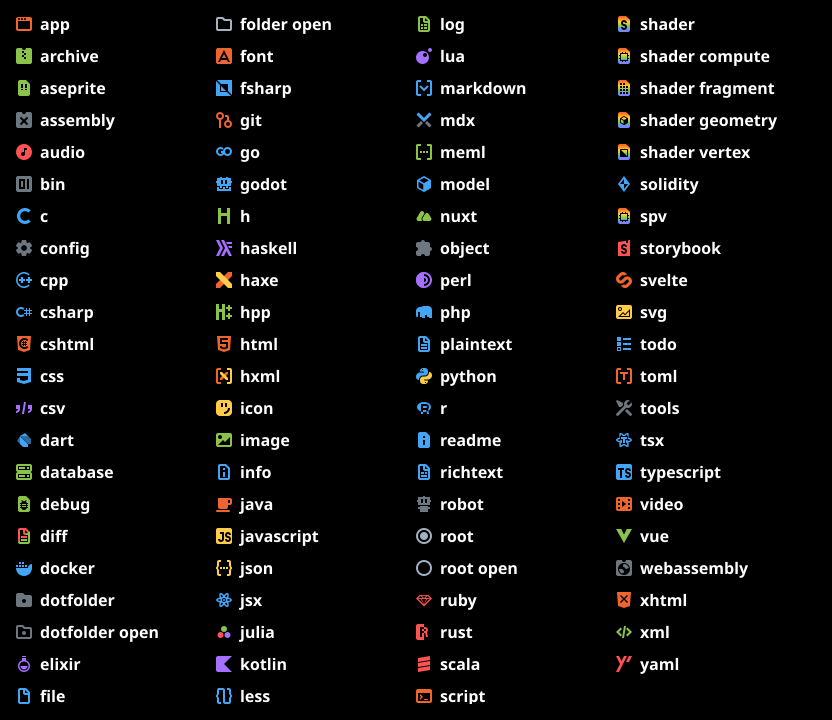 app
archive
aseprite
assembly
audio
bin
c
config
cpp
csharp
cshtml
css
csv
dart
database
debug
diff
docker
dotfolder
dotfolder open
elixir
file
folder open
font
fsharp
git
go
godot
h
haskell
haxe
hpp
html
hxml
icon
image
info
java
javascript
json
jsx
julia
kotlin
less
log
lua
markdown
mdx
meml
model
nuxt
object
perl
php
plaintext
python
r
readme
richtext
robot
root
root open
ruby
rust
scala
script
shader
shader compute
shader fragment
shader geometry
shader vertex
solidity
spv
storybook
svelte
svg
todo
toml
tools
tsx
typescript
video
vue
webassembly
xhtml
xml
yaml